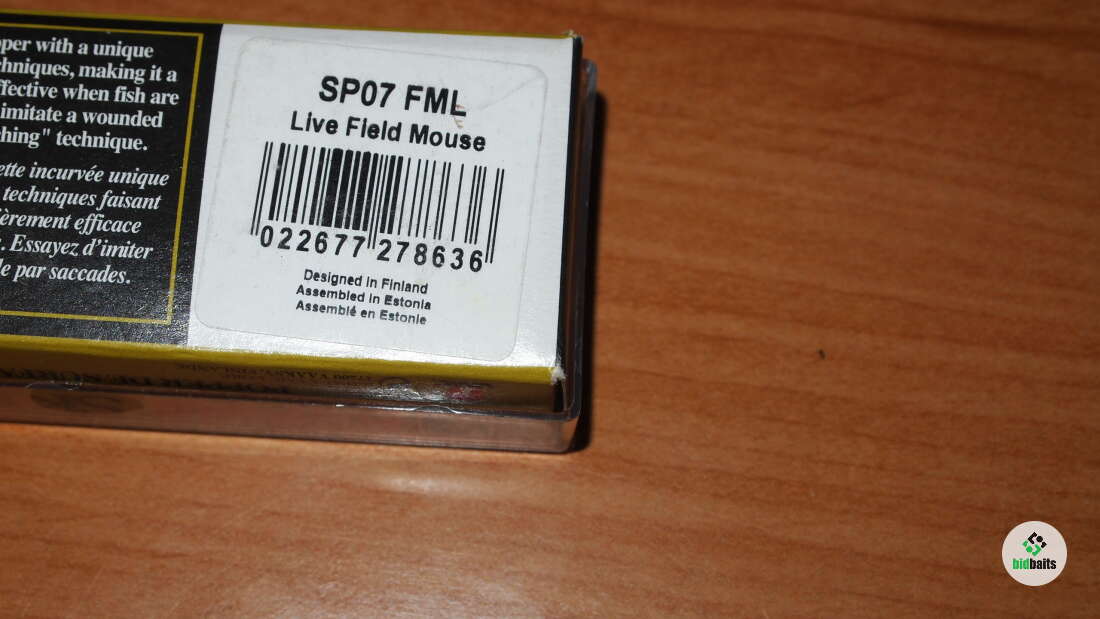 pper with a unique
chniques, making it a
ffective when fish are
imitate a wounded
ching" technique.
ette incurvée unique
techniques faisant
ièrement efficace
. Essayez d'imiter
le par saccades.
SP07 FML
Live Field Mouse
022677 278636
Designed in Finland
Assembled in Estonia
Assemblé en Estonie
bidbaits